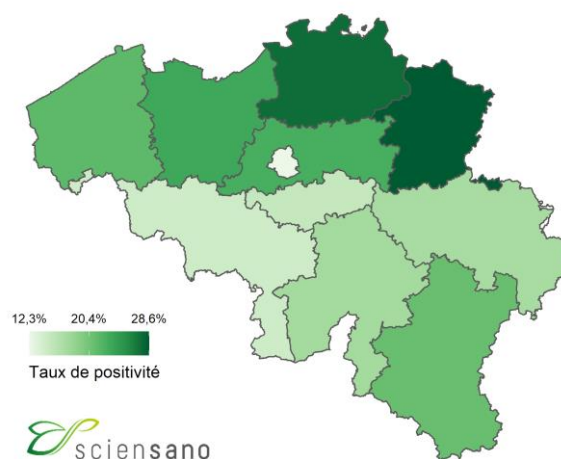 12,3% 20,4% 28,6%
Taux de positivité
sciensano